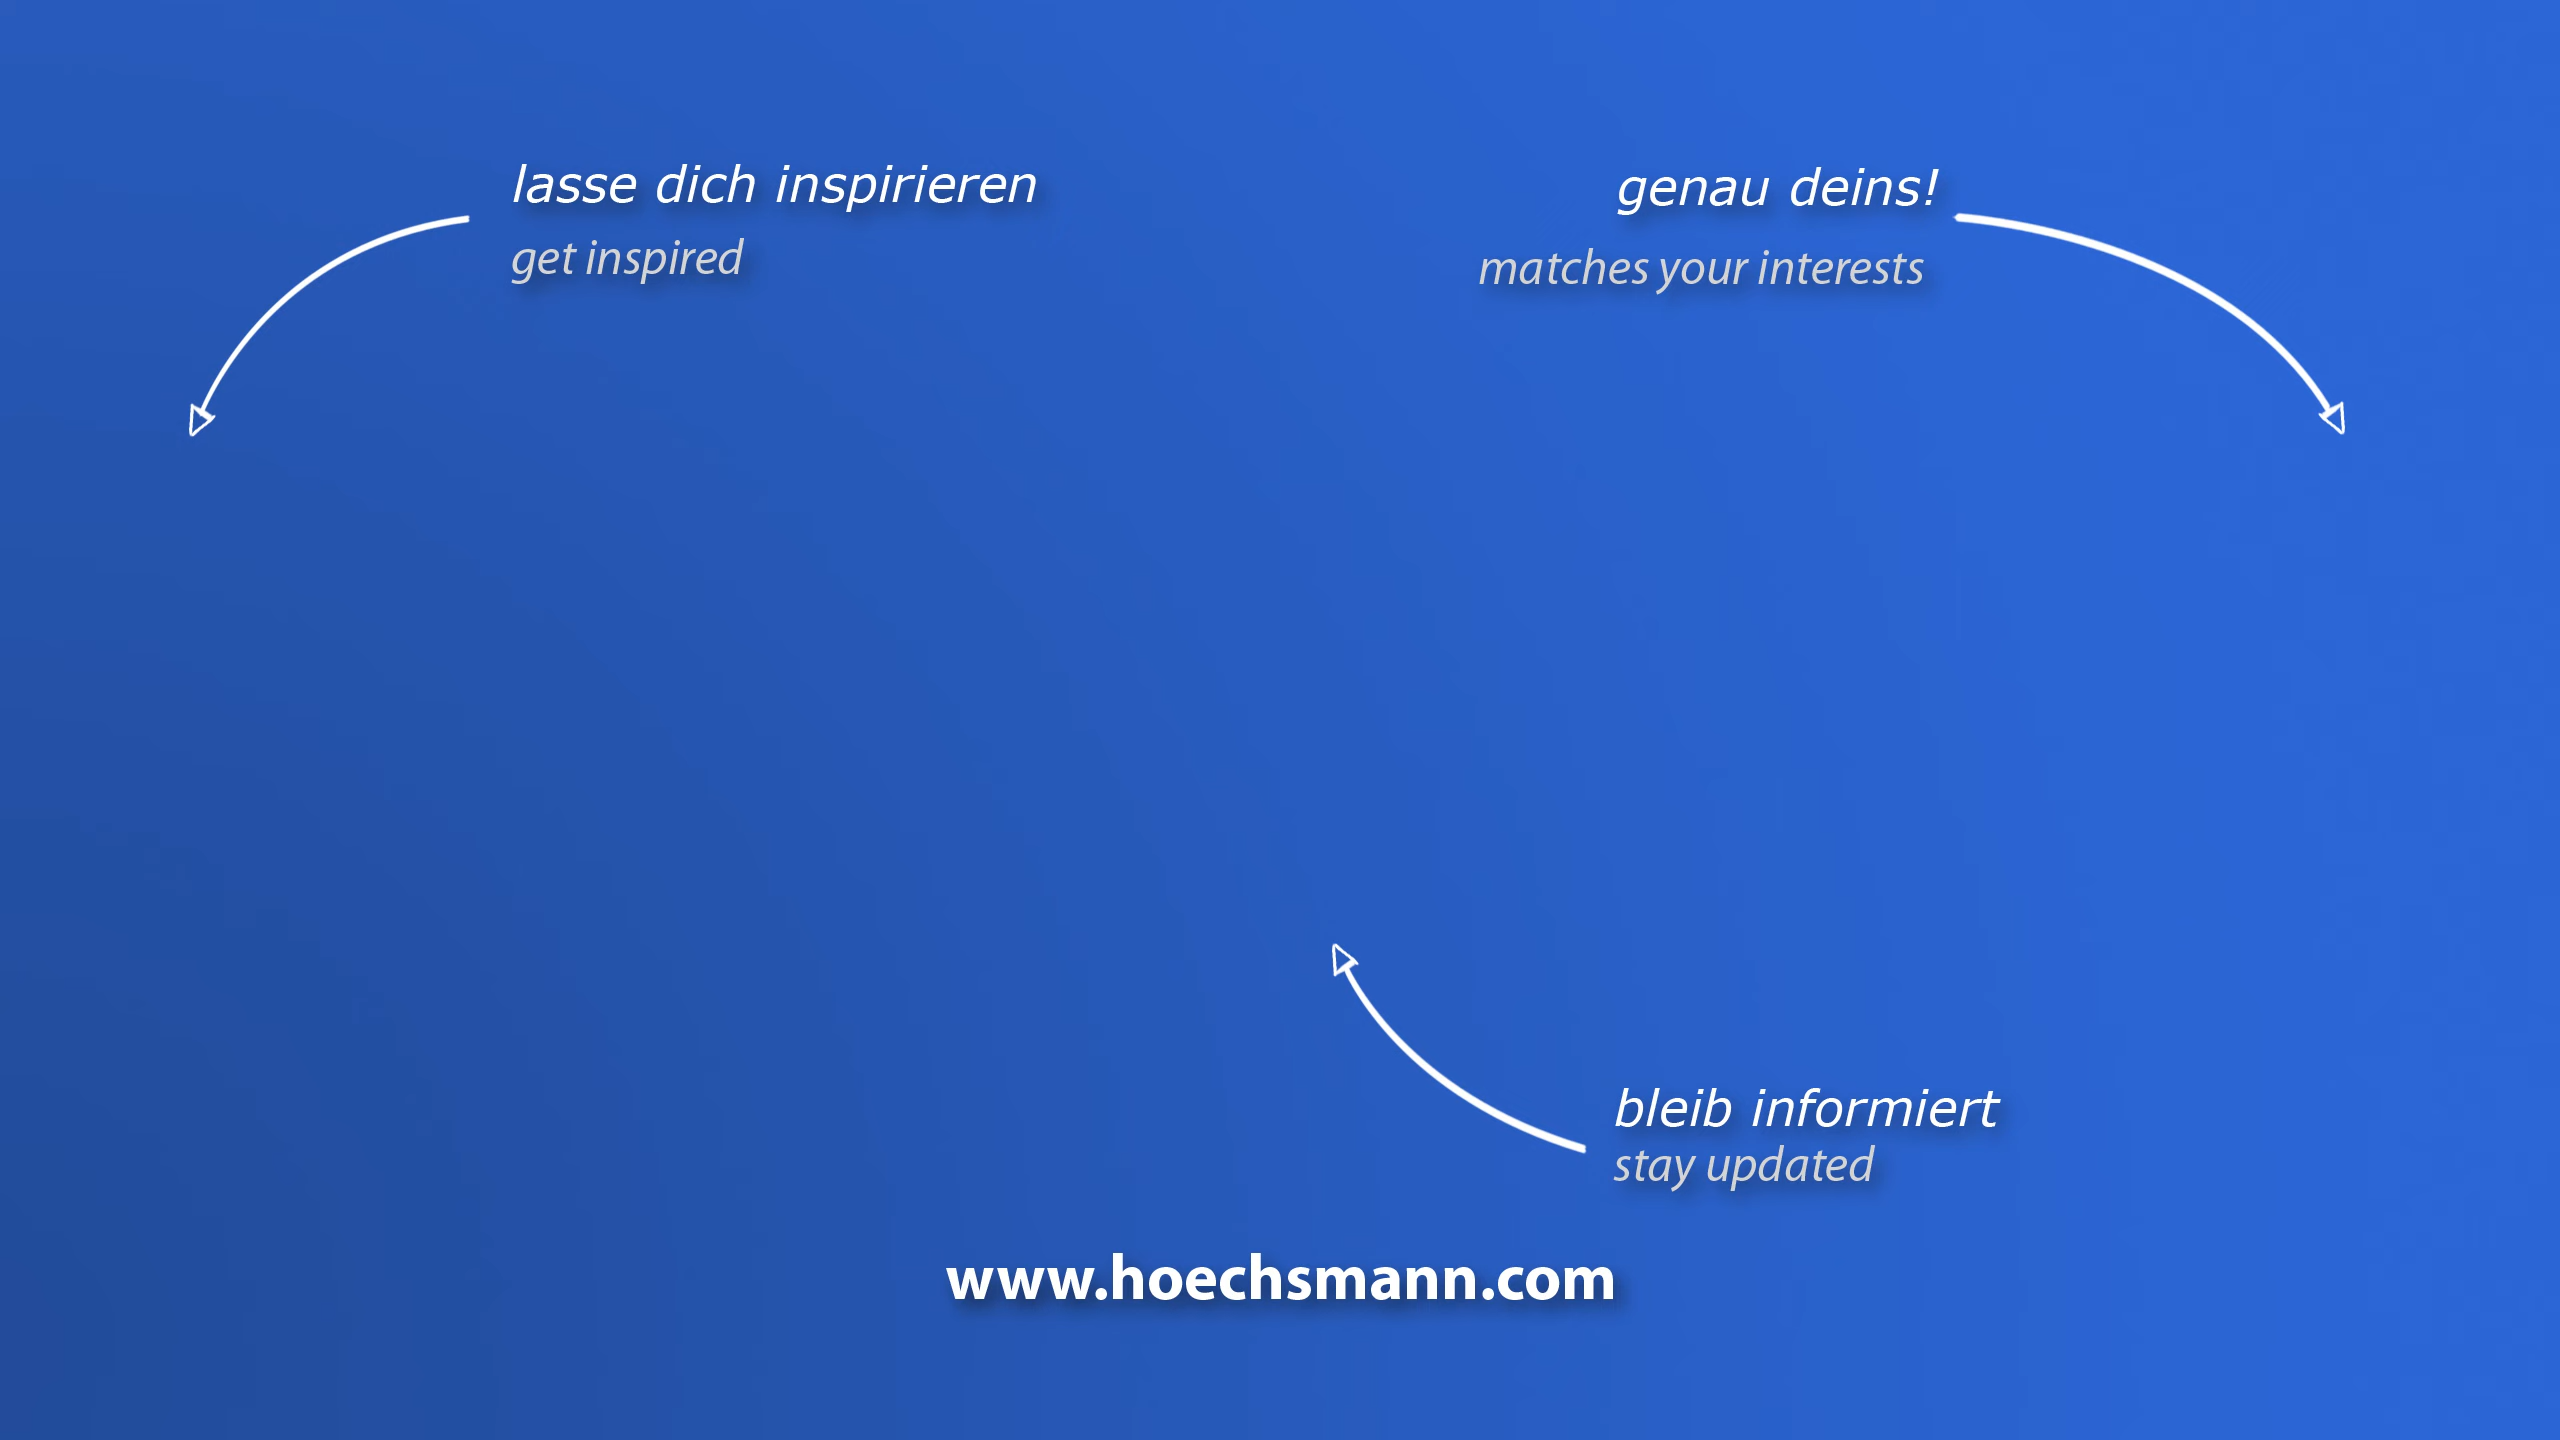 lasse dich inspirieren
get inspired
genau deins!
matches your interests
bleib informiert
stay updated
www.hoechsmann.com